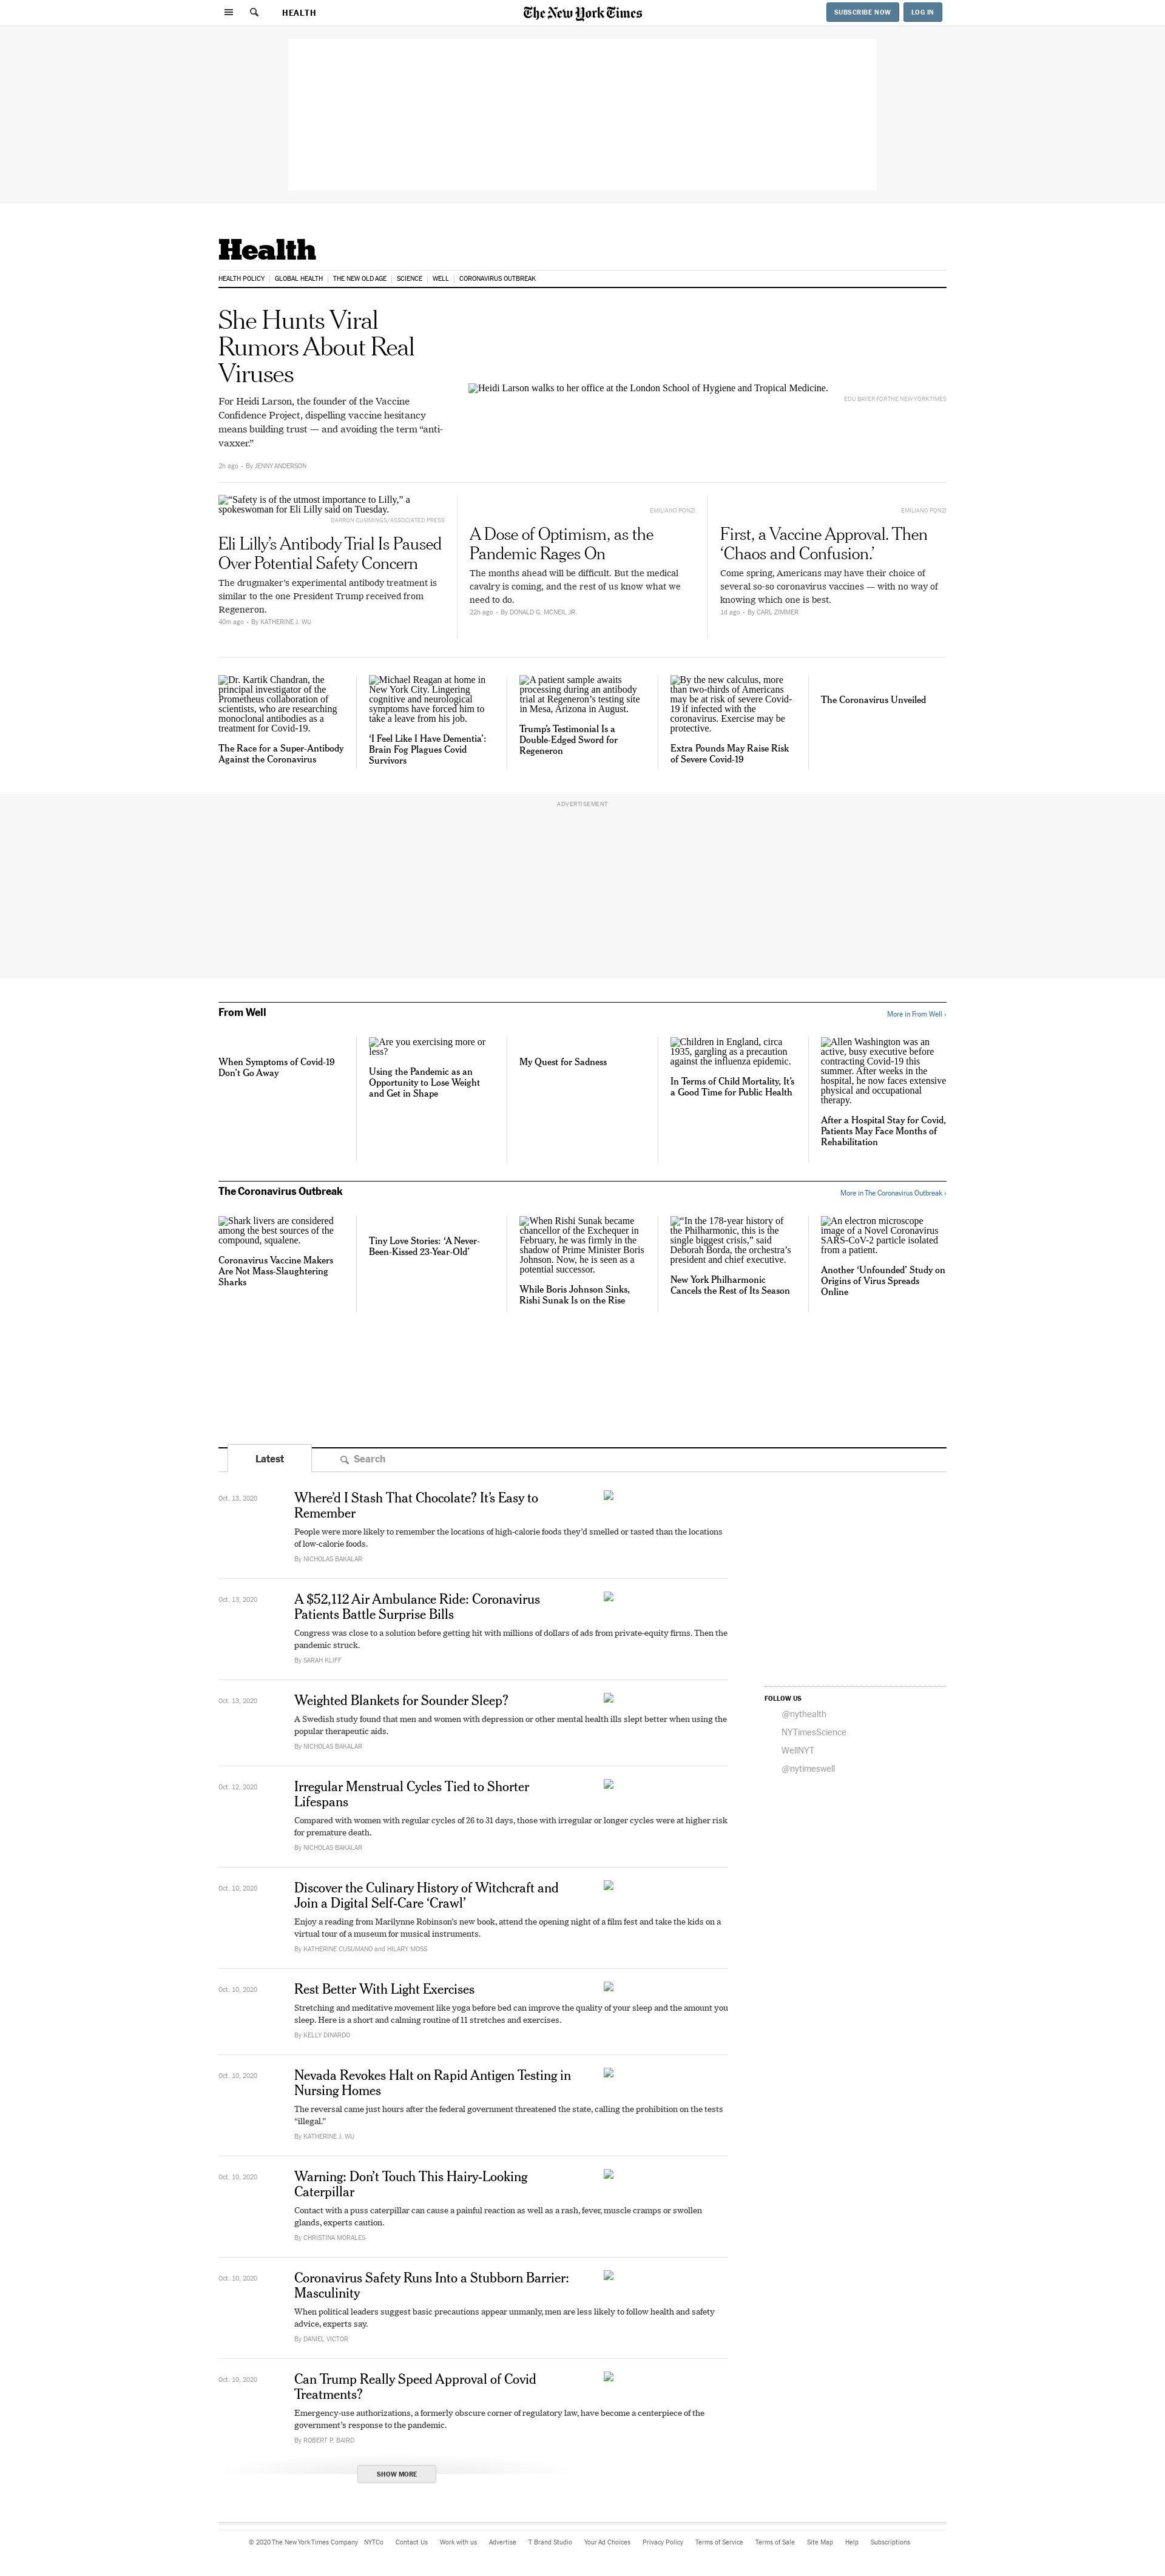 HEALTH
The New York Times
SUBSCRIBE NOW
LOG IN
Health
HEALTH POLICY | GLOBAL HEALTH | THE NEW OLD AGE | SCIENCE | WELL | CORONAVIRUS OUTBREAK
She Hunts Viral
Rumors About Real
Viruses
For Heidi Larson, the founder of the Vaccine
Confidence Project, dispelling vaccine hesitancy
means building trust — and avoiding the term “anti-
vaxxer.”
2h ago • By JENNY ANDERSON
Heidi Larson walks to her office at the London School of Hygiene and Tropical Medicine.
EDU BAYER FOR THE NEW YORK TIMES
“Safety is of the utmost importance to Lilly,” a
spokeswoman for Eli Lilly said on Tuesday.
DARRON CUMMINGS/ASSOCIATED PRESS
Eli Lilly’s Antibody Trial Is Paused
Over Potential Safety Concern
The drugmaker’s experimental antibody treatment is
similar to the one President Trump received from
Regeneron.
40m ago • By KATHERINE J. WU
EMILIANO PONZI
A Dose of Optimism, as the
Pandemic Rages On
The months ahead will be difficult. But the medical
cavalry is coming, and the rest of us know what we
need to do.
22h ago • By DONALD G. MCNEIL JR.
EMILIANO PONZI
First, a Vaccine Approval. Then
‘Chaos and Confusion.’
Come spring, Americans may have their choice of
several so-so coronavirus vaccines — with no way of
knowing which one is best.
1d ago • By CARL ZIMMER
Dr. Kartik Chandran, the
principal investigator of the
Prometheus collaboration of
scientists, who are researching
monoclonal antibodies as a
treatment for Covid-19.
The Race for a Super-Antibody
Against the Coronavirus
Michael Reagan at home in
New York City. Lingering
cognitive and neurological
symptoms have forced him to
take a leave from his job.
‘I Feel Like I Have Dementia’:
Brain Fog Plagues Covid
Survivors
A patient sample awaits
processing during an antibody
trial at Regeneron’s testing site
in Mesa, Arizona in August.
Trump’s Testimonial Is a
Double-Edged Sword for
Regeneron
By the new calculus, more
than two-thirds of Americans
may be at risk of severe Covid-
19 if infected with the
coronavirus. Exercise may be
protective.
Extra Pounds May Raise Risk
of Severe Covid-19
The Coronavirus Unveiled
ADVERTISEMENT
From Well
More in From Well ›
When Symptoms of Covid-19
Don’t Go Away
Are you exercising more or
less?
Using the Pandemic as an
Opportunity to Lose Weight
and Get in Shape
My Quest for Sadness
Children in England, circa
1935, gargling as a precaution
against the influenza epidemic.
In Terms of Child Mortality, It’s
a Good Time for Public Health
Allen Washington was an
active, busy executive before
contracting Covid-19 this
summer. After weeks in the
hospital, he now faces extensive
physical and occupational
therapy.
After a Hospital Stay for Covid,
Patients May Face Months of
Rehabilitation
The Coronavirus Outbreak
More in The Coronavirus Outbreak ›
Shark livers are considered
among the best sources of the
compound, squalene.
Coronavirus Vaccine Makers
Are Not Mass-Slaughtering
Sharks
Tiny Love Stories: ‘A Never-
Been-Kissed 23-Year-Old’
When Rishi Sunak became
chancellor of the Exchequer in
February, he was firmly in the
shadow of Prime Minister Boris
Johnson. Now, he is seen as a
potential successor.
While Boris Johnson Sinks,
Rishi Sunak Is on the Rise
“In the 178-year history of
the Philharmonic, this is the
single biggest crisis,” said
Deborah Borda, the orchestra’s
president and chief executive.
New York Philharmonic
Cancels the Rest of Its Season
An electron microscope
image of a Novel Coronavirus
SARS-CoV-2 particle isolated
from a patient.
Another ‘Unfounded’ Study on
Origins of Virus Spreads
Online
Latest
Search
Oct. 13, 2020
Where’d I Stash That Chocolate? It’s Easy to
Remember
People were more likely to remember the locations of high-calorie foods they’d smelled or tasted than the locations
of low-calorie foods.
By NICHOLAS BAKALAR
Oct. 13, 2020
A $52,112 Air Ambulance Ride: Coronavirus
Patients Battle Surprise Bills
Congress was close to a solution before getting hit with millions of dollars of ads from private-equity firms. Then the
pandemic struck.
By SARAH KLIFF
Oct. 13, 2020
Weighted Blankets for Sounder Sleep?
A Swedish study found that men and women with depression or other mental health ills slept better when using the
popular therapeutic aids.
By NICHOLAS BAKALAR
Oct. 12, 2020
Irregular Menstrual Cycles Tied to Shorter
Lifespans
Compared with women with regular cycles of 26 to 31 days, those with irregular or longer cycles were at higher risk
for premature death.
By NICHOLAS BAKALAR
Oct. 10, 2020
Discover the Culinary History of Witchcraft and
Join a Digital Self-Care ‘Crawl’
Enjoy a reading from Marilynne Robinson’s new book, attend the opening night of a film fest and take the kids on a
virtual tour of a museum for musical instruments.
By KATHERINE CUSUMANO and HILARY MOSS
Oct. 10, 2020
Rest Better With Light Exercises
Stretching and meditative movement like yoga before bed can improve the quality of your sleep and the amount you
sleep. Here is a short and calming routine of 11 stretches and exercises.
By KELLY DINARDO
Oct. 10, 2020
Nevada Revokes Halt on Rapid Antigen Testing in
Nursing Homes
The reversal came just hours after the federal government threatened the state, calling the prohibition on the tests
“illegal.”
By KATHERINE J. WU
Oct. 10, 2020
Warning: Don’t Touch This Hairy-Looking
Caterpillar
Contact with a puss caterpillar can cause a painful reaction as well as a rash, fever, muscle cramps or swollen
glands, experts caution.
By CHRISTINA MORALES
Oct. 10, 2020
Coronavirus Safety Runs Into a Stubborn Barrier:
Masculinity
When political leaders suggest basic precautions appear unmanly, men are less likely to follow health and safety
advice, experts say.
By DANIEL VICTOR
Oct. 10, 2020
Can Trump Really Speed Approval of Covid
Treatments?
Emergency-use authorizations, a formerly obscure corner of regulatory law, have become a centerpiece of the
government’s response to the pandemic.
By ROBERT P. BAIRD
SHOW MORE
FOLLOW US
@nythealth
NYTimesScience
WellNYT
@nytimeswell
© 2020 The New York Times Company NYTCo Contact Us Work with us Advertise T Brand Studio Your Ad Choices Privacy Policy Terms of Service Terms of Sale Site Map Help Subscriptions